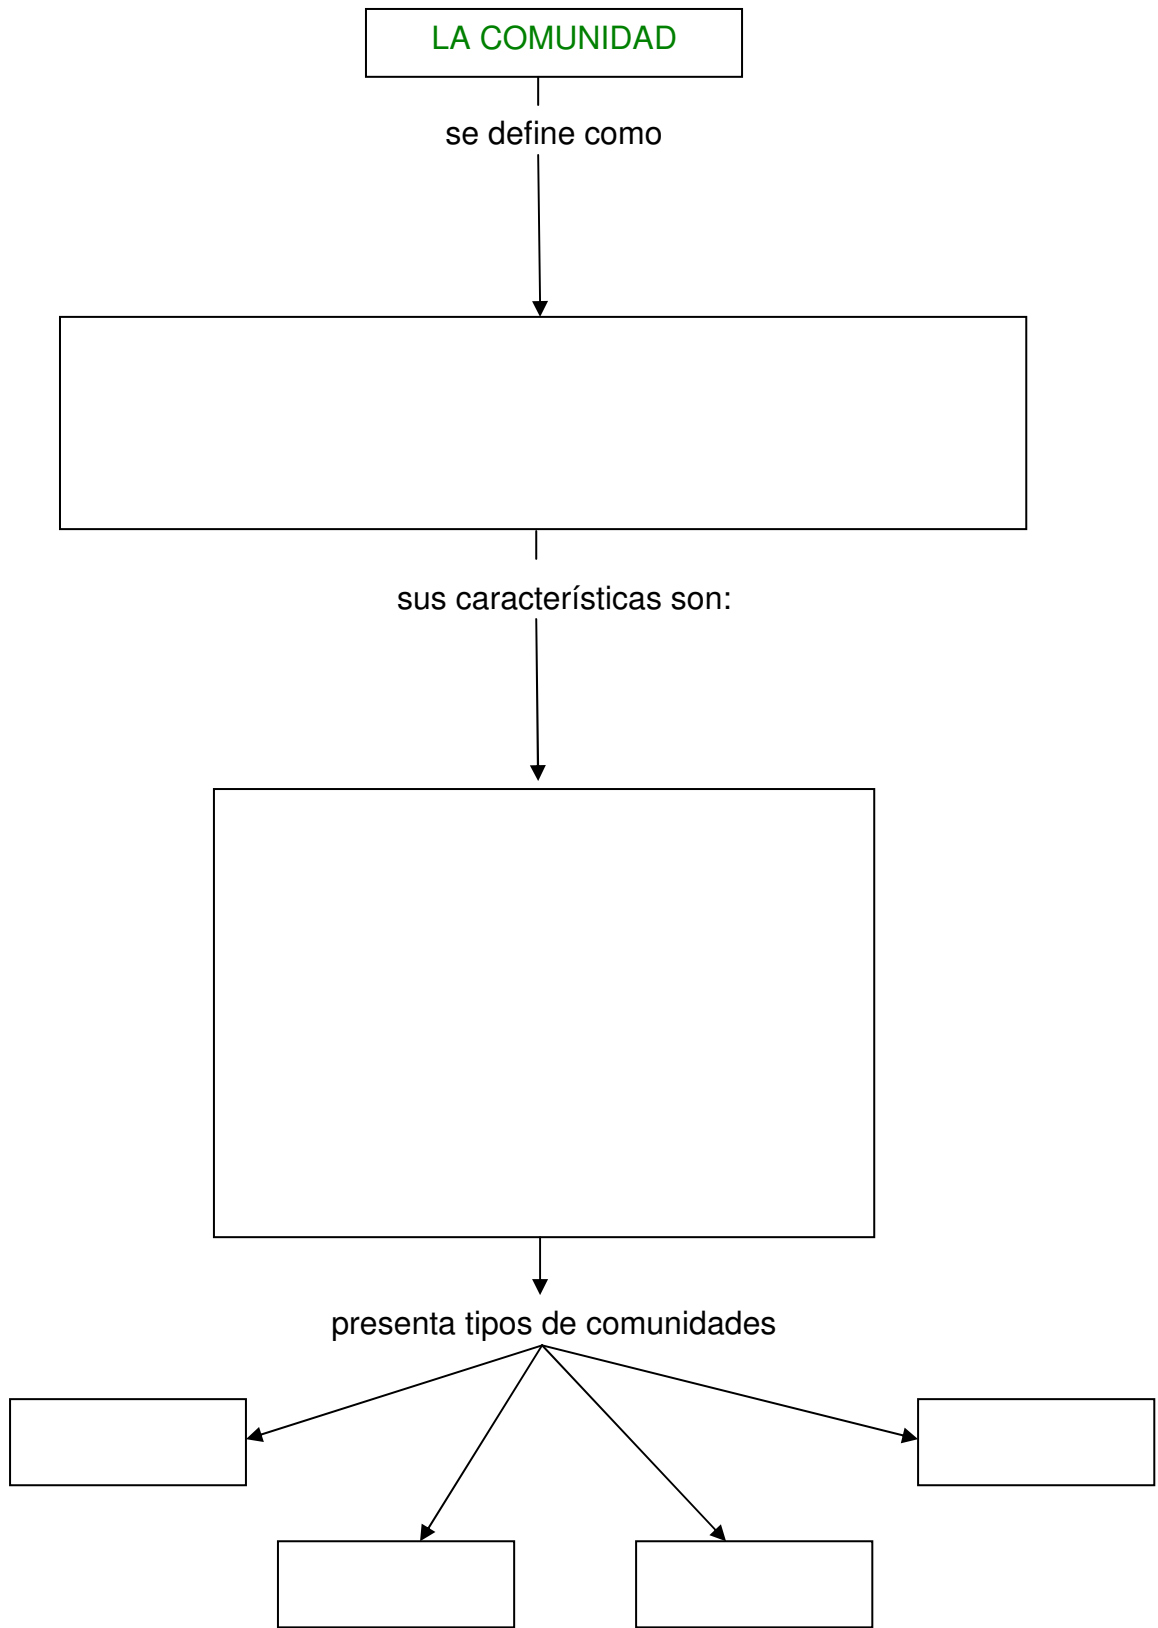 LA COMUNIDAD
se define como
sus características son:
presenta tipos de comunidades